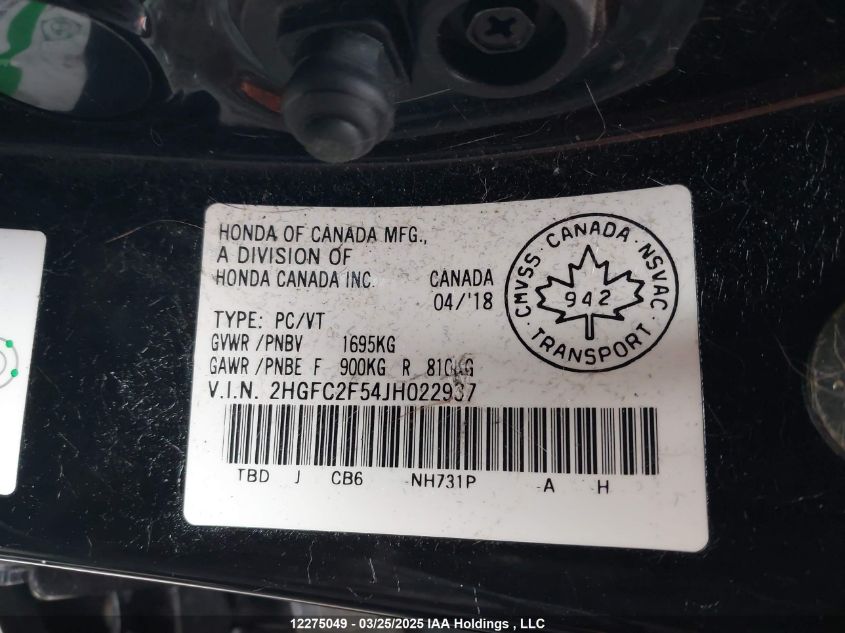 HONDA OF CANADA MFG.,
A DIVISION OF
HONDA CANADA INC. CANADA
04/'18
TYPE: PC/VT
GVWR /PNBV 1695KG
GAWR /PNBE F 900KG R 810KG
V.I.N. 2HGFC2F54JH022937
TBD J CB6 NH731P A H
CMVSS · CANADA · NSVAC ·
942
TRANSPORT
12275049 - 03/25/2025 IAA Holdings , LLC